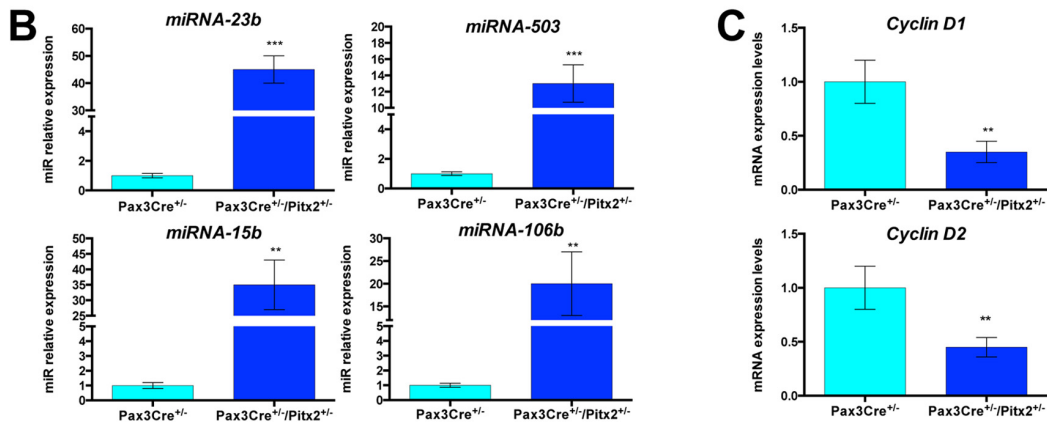 B
miRNA-23b
miR relative expression
60
50
40
30
4
2
0
***
Pax3Cre+/-
Pax3Cre+/-/Pitx2+/-
miRNA-503
miR relative expression
20
18
16
14
12
10
8
6
4
2
0
***
Pax3Cre+/-
Pax3Cre+/-/Pitx2+/-
miRNA-15b
miR relative expression
50
45
40
35
30
25
5
4
3
2
1
0
**
Pax3Cre+/-
Pax3Cre+/-/Pitx2+/-
miRNA-106b
miR relative expression
30
25
20
15
5
4
3
2
1
0
**
Pax3Cre+/-
Pax3Cre+/-/Pitx2+/-
C
Cyclin D1
mRNA expression levels
1.5
1.0
0.5
0.0
**
Pax3Cre+/-
Pax3Cre+/-/Pitx2+/-
Cyclin D2
mRNA expression levels
1.5
1.0
0.5
0.0
**
Pax3Cre+/-
Pax3Cre+/-/Pitx2+/-